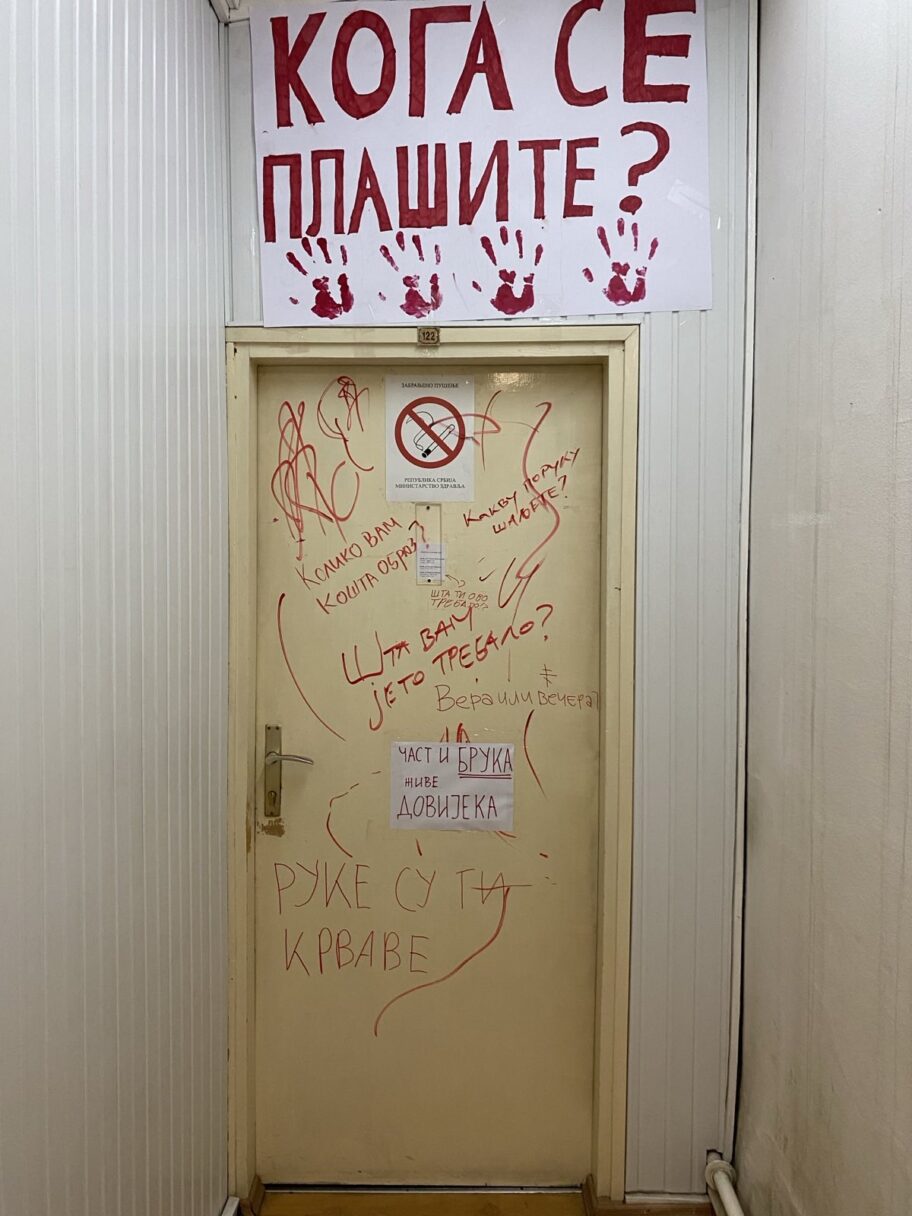 КОГА СЕ
ПЛАШИТЕ?
122
ЗАБРАЊЕНО ПУШЕЊЕ
РЕПУБЛИКА СРБИЈА
МИНИСТАРСТВО ЗДРАВЉА
КАКВУ ПОРУКУ
ШАЉЕТЕ?
КОЛИКО ВАМ
КОШТА ОБРАЗ?
ШТА ТИ ОВО
ТРЕБАЛО?
ШТА ВАМ
ЈЕ ТО ТРЕБАЛО?
Вера или вечера?
ЧАСТ И БРУКА
ЖИВЕ
ДОВИЈЕКА
РУКЕ СУ ТИ
КРВАВЕ